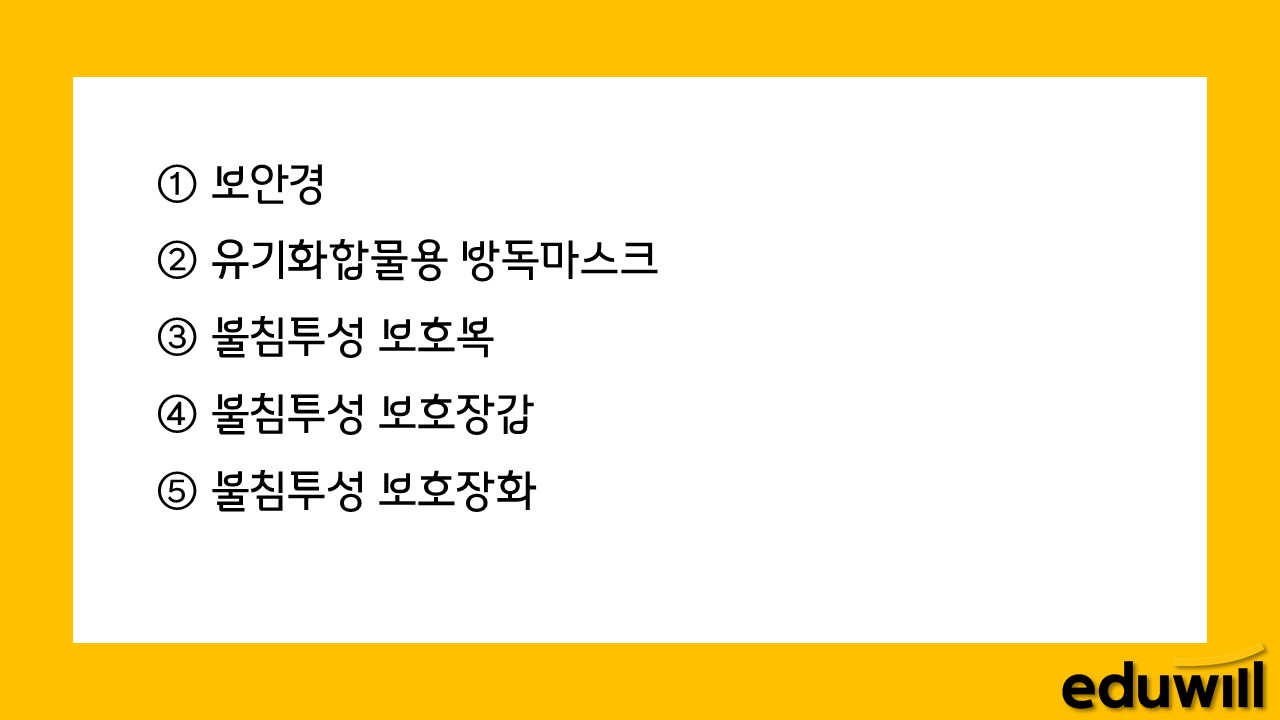 ① 보안경
② 유기화합물용 방독마스크
③ 불침투성 보호복
④ 불침투성 보호장갑
⑤ 불침투성 보호장화
eduwill